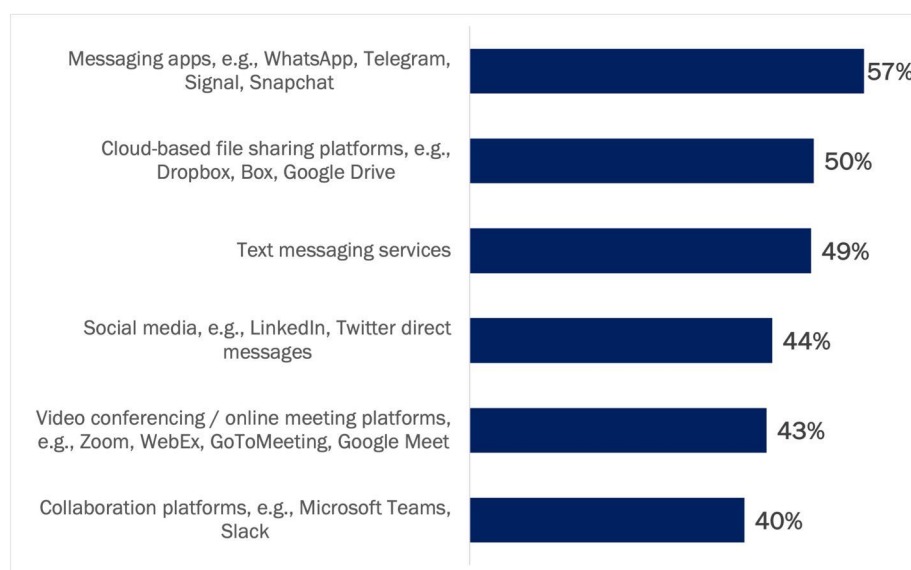 Messaging apps, e.g., WhatsApp, Telegram,
Signal, Snapchat
57%
Cloud-based file sharing platforms, e.g.,
Dropbox, Box, Google Drive
50%
Text messaging services
49%
Social media, e.g., LinkedIn, Twitter direct
messages
44%
Video conferencing / online meeting platforms,
e.g., Zoom, WebEx, GoToMeeting, Google Meet
43%
Collaboration platforms, e.g., Microsoft Teams,
Slack
40%